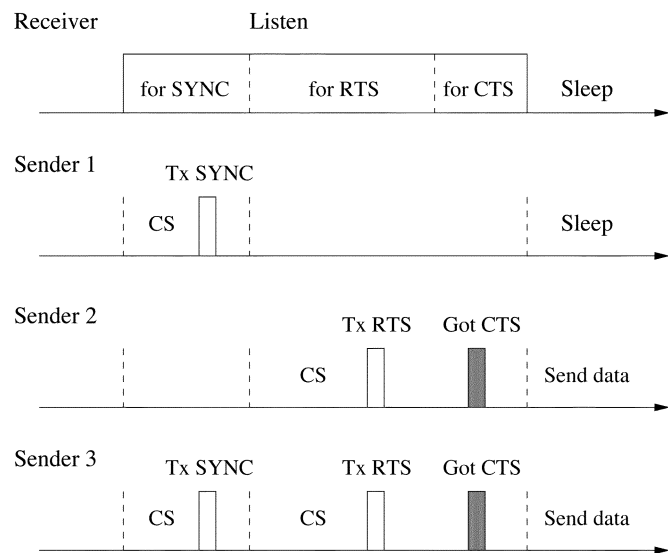 Receiver Listen
for SYNC for RTS for CTS Sleep
Sender 1
Tx SYNC
CS Sleep
Sender 2
Tx RTS Got CTS
CS Send data
Sender 3
Tx SYNC Tx RTS Got CTS
CS CS Send data